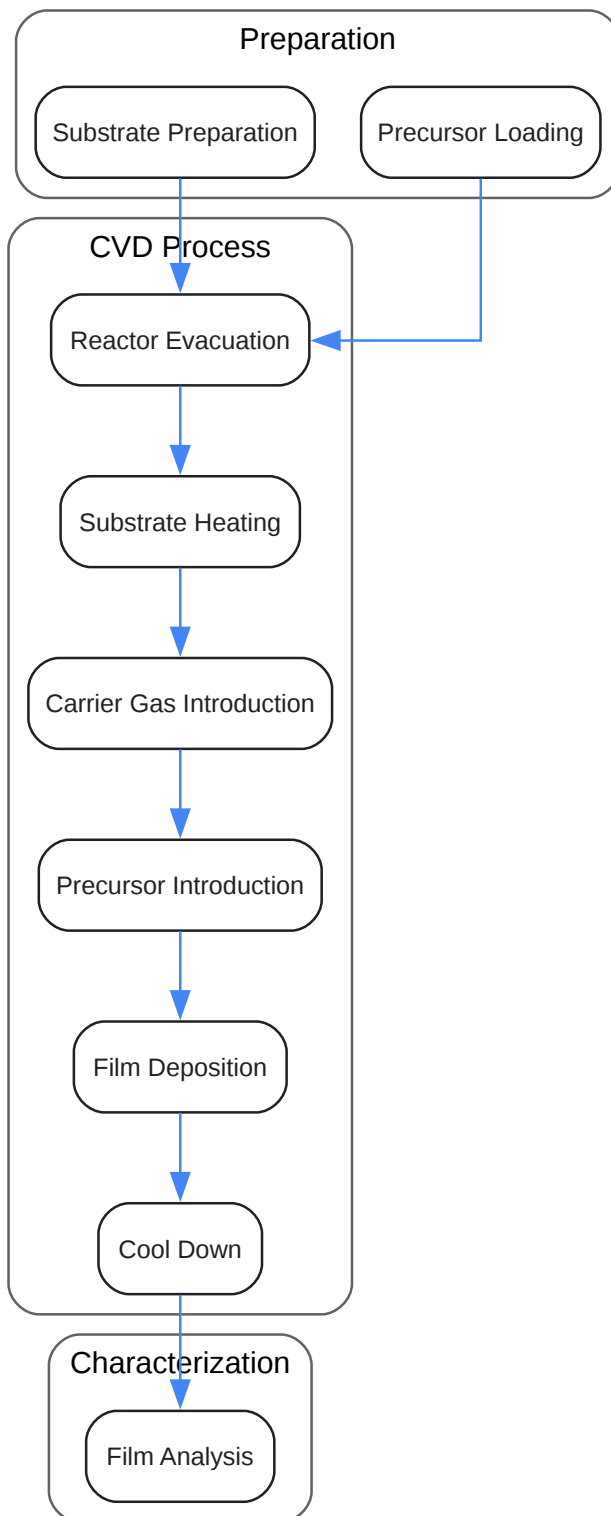 Preparation
Substrate Preparation
Precursor Loading
CVD Process
Reactor Evacuation
Substrate Heating
Carrier Gas Introduction
Precursor Introduction
Film Deposition
Cool Down
Characterization
Film Analysis